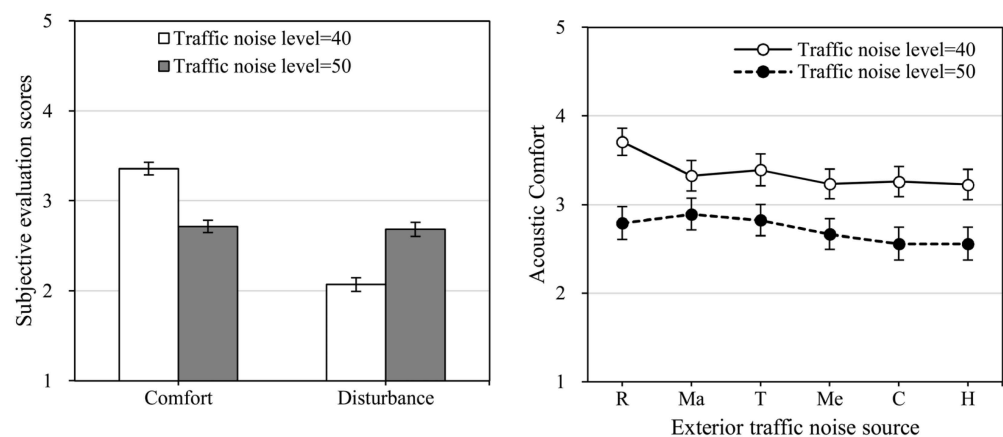 Subjective evaluation scores
5
4
3
2
1
Traffic noise level=40
Traffic noise level=50
Comfort
Disturbance
Acoustic Comfort
5
4
3
2
1
Traffic noise level=40
Traffic noise level=50
R
Ma
T
Me
C
H
Exterior traffic noise source